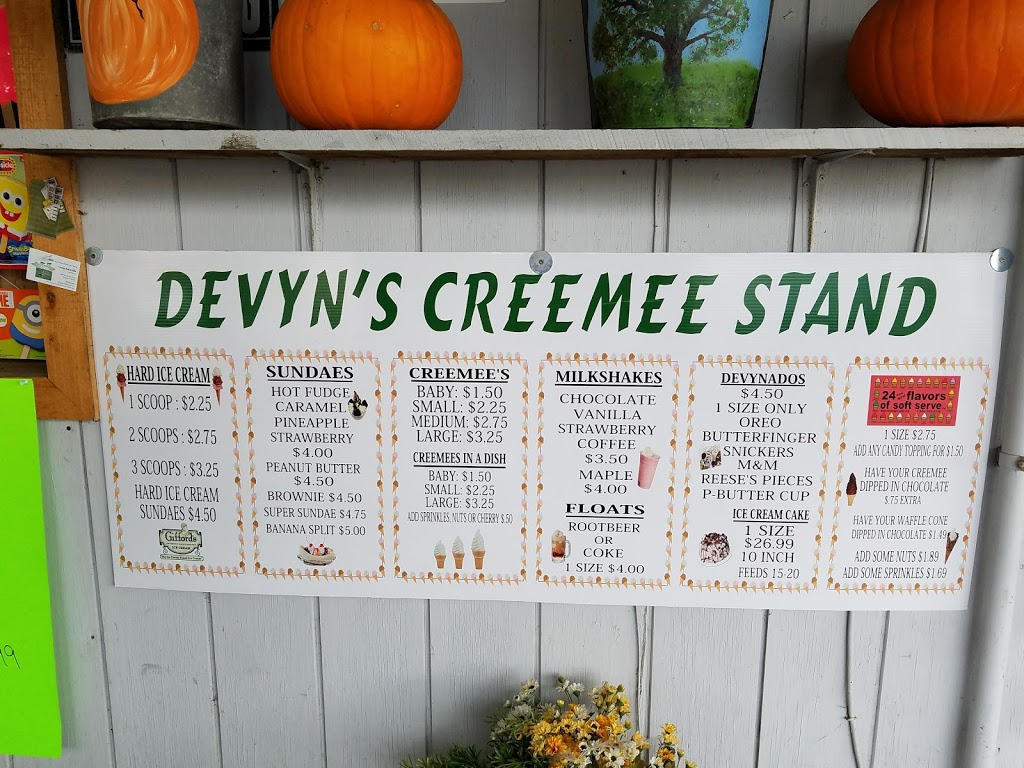 DEVYN'S CREEMEE STAND
HARD ICE CREAM
1 SCOOP : $2.25
2 SCOOPS : $2.75
3 SCOOPS : $3.25
HARD ICE CREAM
SUNDAES $4.50
Giffords
ICE CREAM
SUNDAES
HOT FUDGE
CARAMEL
PINEAPPLE
STRAWBERRY
$4.00
PEANUT BUTTER
$4.50
BROWNIE $4.50
SUPER SUNDAE $4.75
BANANA SPLIT $5.00
CREEMEE'S
BABY: $1.50
SMALL: $2.25
MEDIUM: $2.75
LARGE: $3.25
CREEMEES IN A DISH
BABY: $1.50
SMALL: $2.25
LARGE: $3.25
ADD SPRINKLES, NUTS OR CHERRY $.50
MILKSHAKES
CHOCOLATE
VANILLA
STRAWBERRY
COFFEE
$3.50
MAPLE
$4.00
FLOATS
ROOTBEER
OR
COKE
1 SIZE $4.00
DEVYNADOS
$4.50
1 SIZE ONLY
OREO
BUTTERFINGER
SNICKERS
M&M
REESE'S PIECES
P-BUTTER CUP
ICE CREAM CAKE
1 SIZE
$26.99
10 INCH
FEEDS 15-20
24 flavors
of soft serve
1 SIZE $2.75
ADD ANY CANDY TOPPING FOR $1.50
HAVE YOUR CREEMEE
DIPPED IN CHOCOLATE
$.75 EXTRA
HAVE YOUR WAFFLE CONE
DIPPED IN CHOCOLATE $1.49
ADD SOME NUTS $1.89
ADD SOME SPRINKLES $1.69